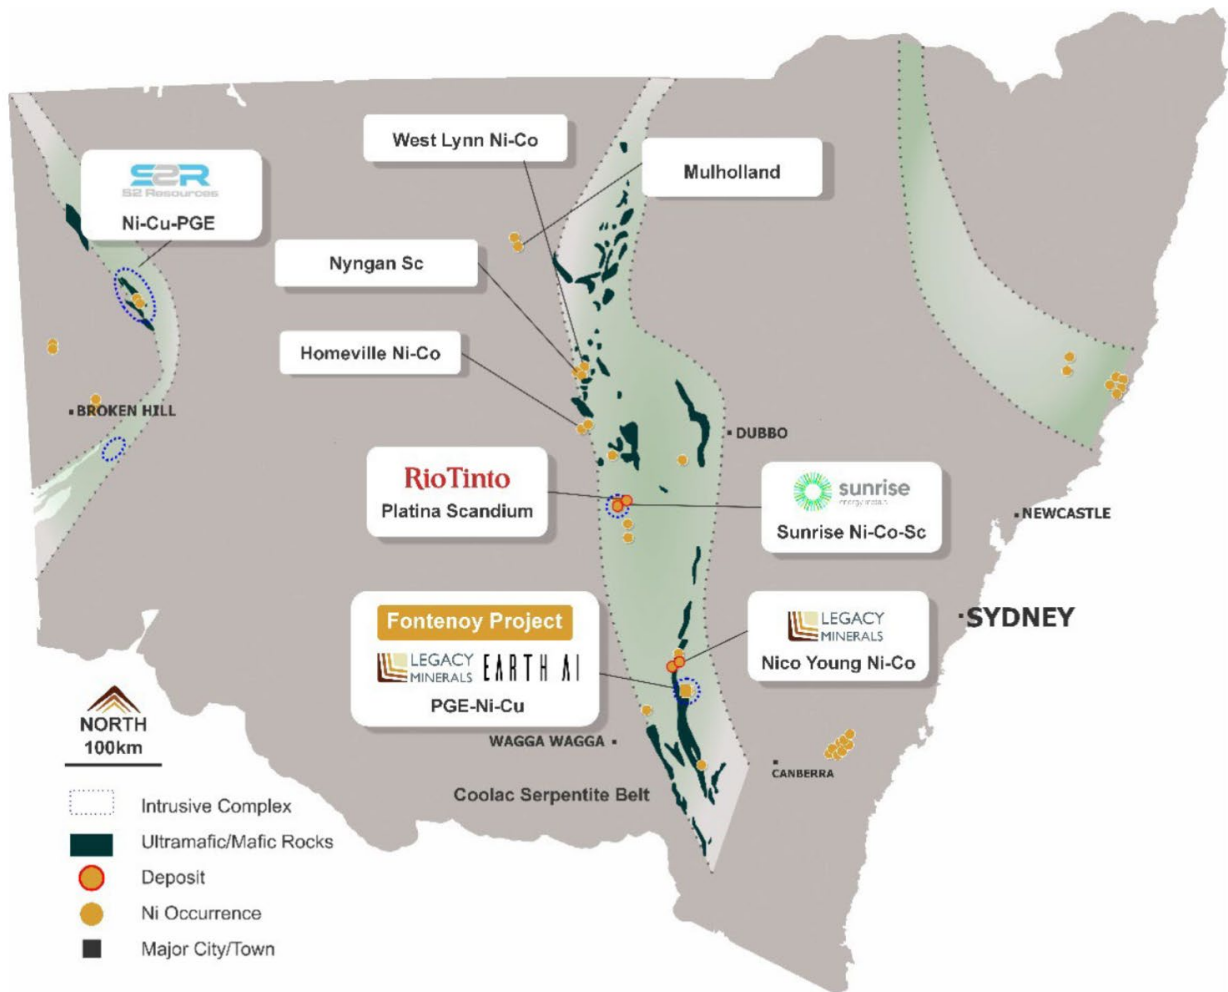 West Lynn Ni-Co
Mulholland
S2R
S2 Resources
Ni-Cu-PGE
Nyngan Sc
Homeville Ni-Co
BROKEN HILL
DUBBO
RioTinto
Platina Scandium
sunrise
energy metals
Sunrise Ni-Co-Sc
NEWCASTLE
SYDNEY
Fontenoy Project
LEGACY
MINERALS
EARTH AI
PGE-Ni-Cu
LEGACY
MINERALS
Nico Young Ni-Co
WAGGA WAGGA
CANBERRA
Coolac Serpentite Belt
NORTH
100km
Intrusive Complex
Ultramafic/Mafic Rocks
Deposit
Ni Occurrence
Major City/Town